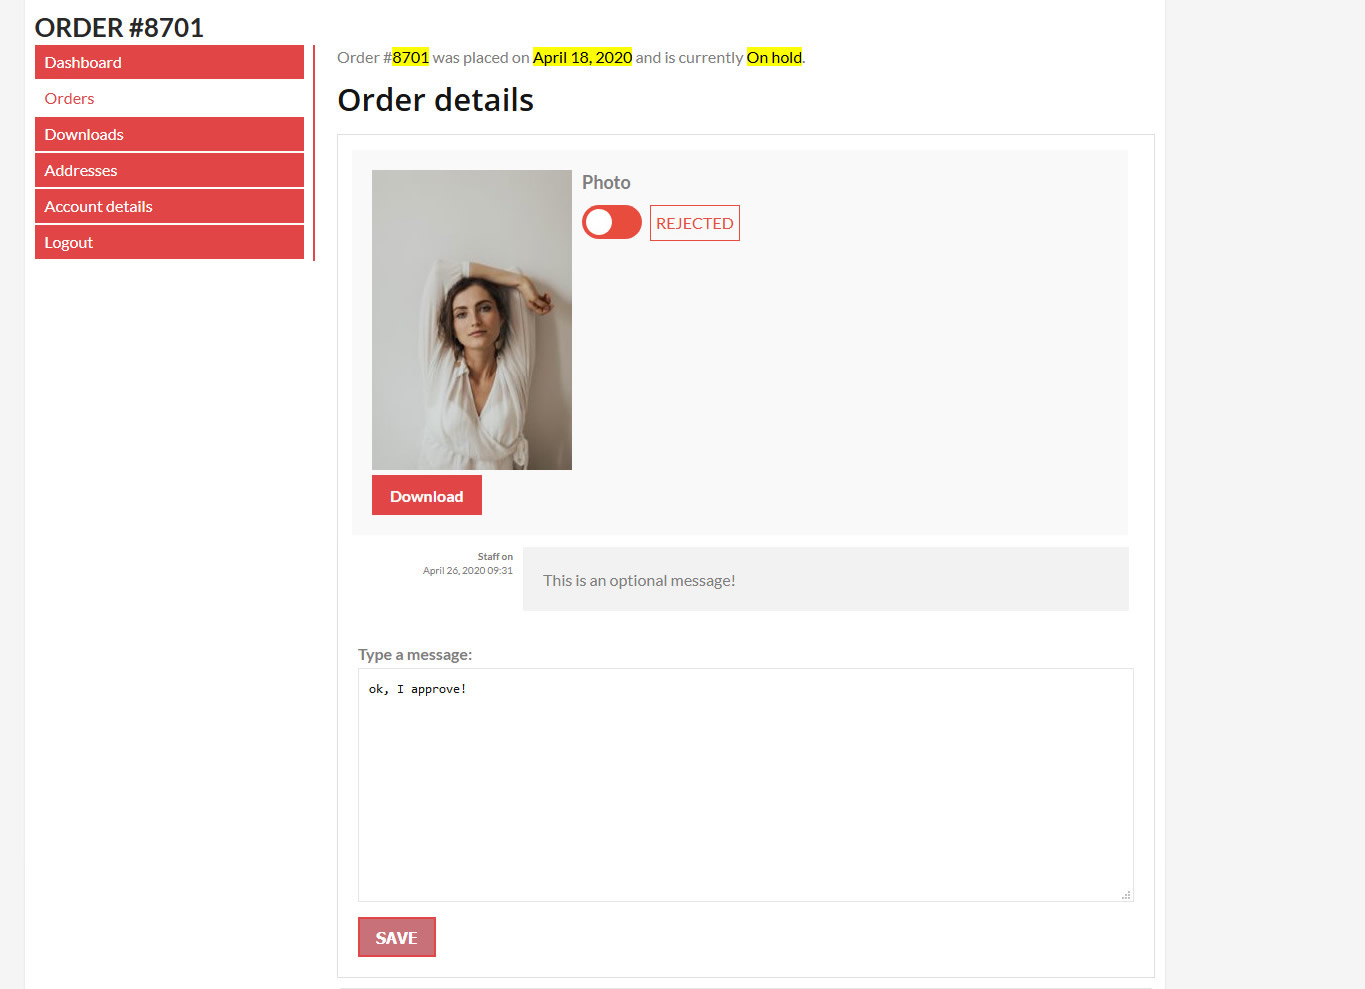 ORDER #8701
Dashboard
Orders
Downloads
Addresses
Account details
Logout
Order #8701 was placed on April 18, 2020 and is currently On hold.
Order details
Photo
REJECTED
Download
Staff on
April 26, 2020 09:31
This is an optional message!
Type a message:
ok, I approve!
SAVE